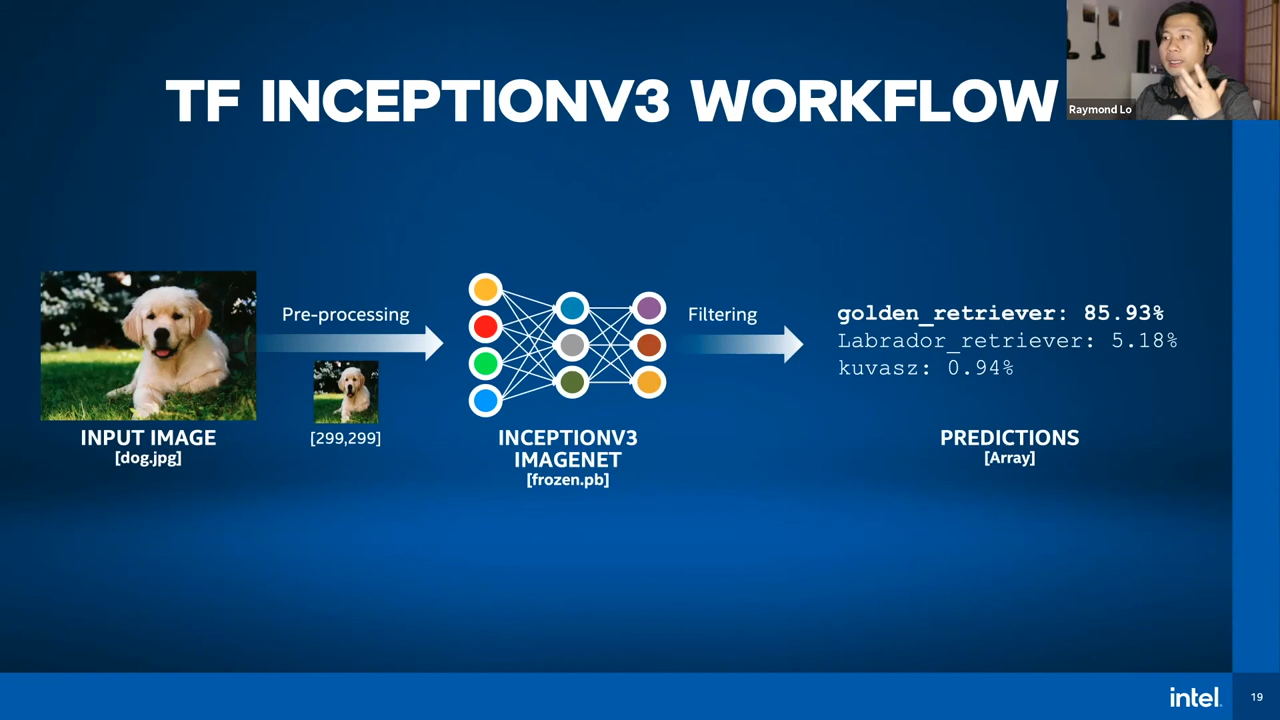 TF INCEPTIONV3 WORKFLOW
Raymond Lo
Pre-processing
Filtering
golden_retriever: 85.93%
Labrador_retriever: 5.18%
kuvasz: 0.94%
INPUT IMAGE
[dog.jpg]
[299,299]
INCEPTIONV3
IMAGENET
[frozen.pb]
PREDICTIONS
[Array]
intel.
19